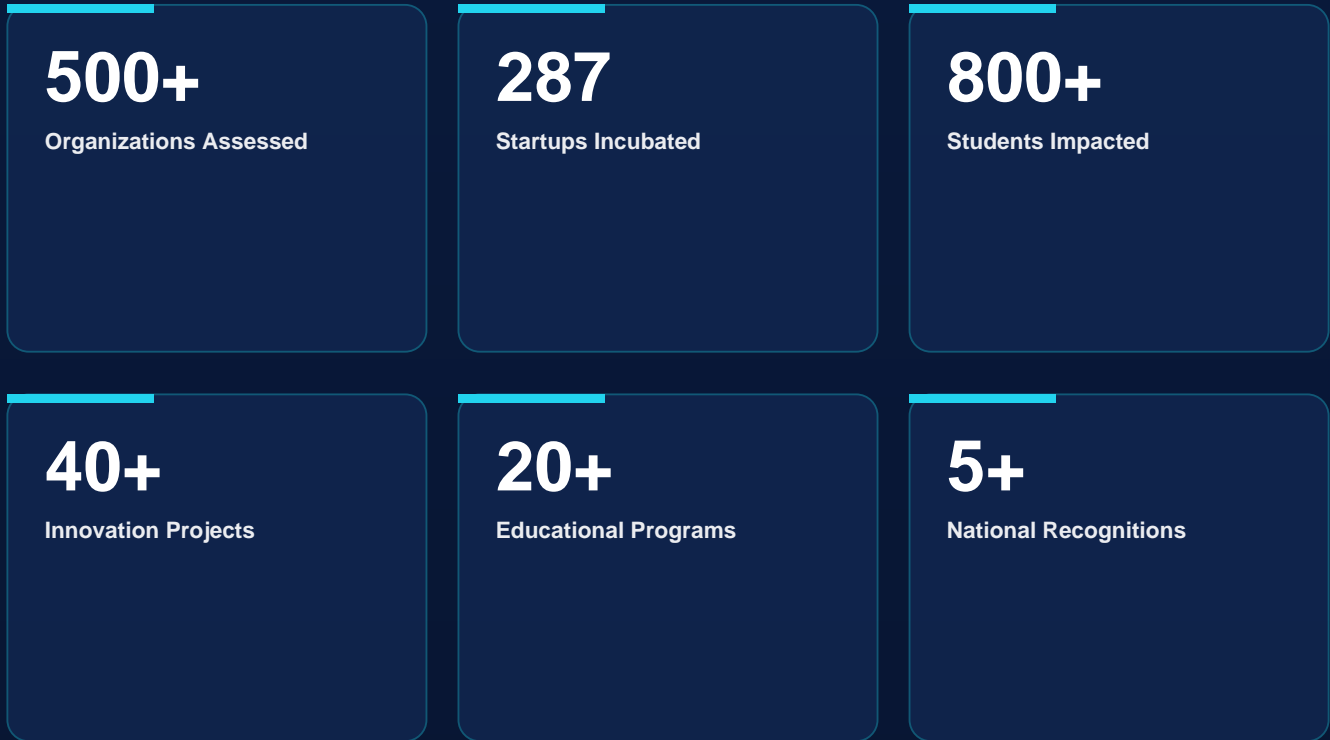 500+
Organizations Assessed
287
Startups Incubated
800+
Students Impacted
40+
Innovation Projects
20+
Educational Programs
5+
National Recognitions